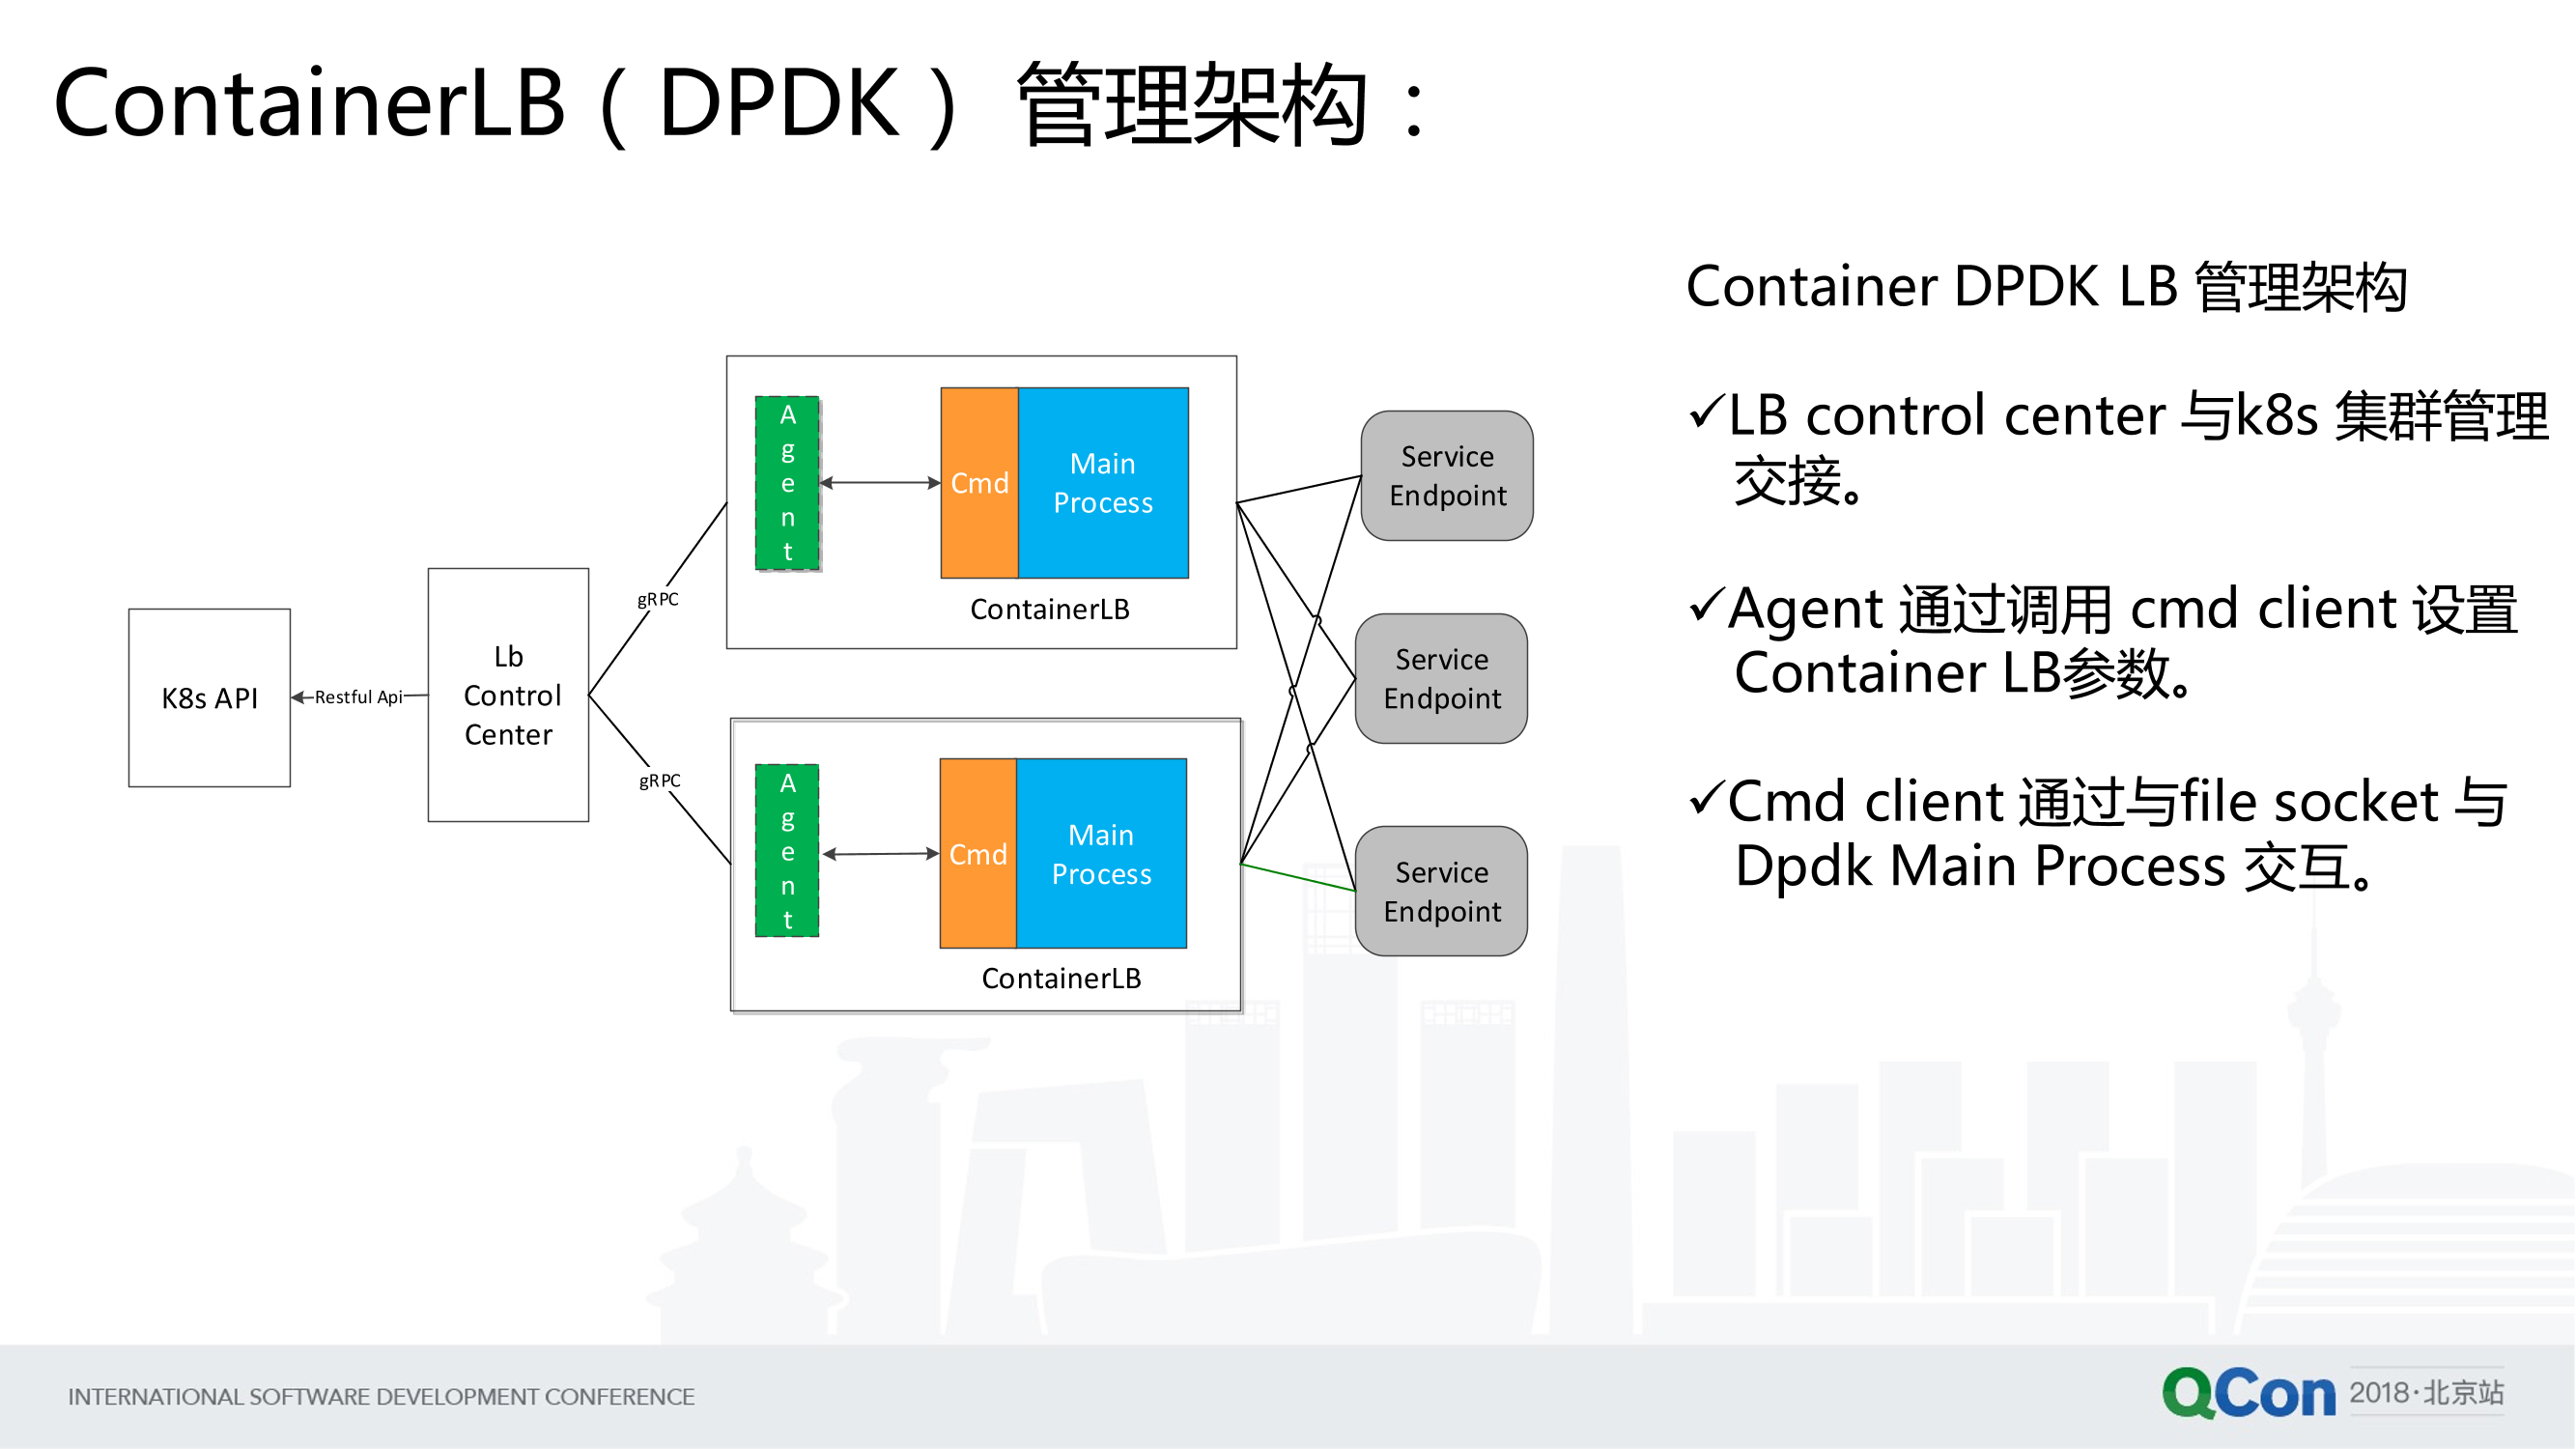 ContainerLB（DPDK） 管理架构：
Container DPDK LB 管理架构
✓LB control center 与k8s 集群管理
交接。
✓Agent 通过调用 cmd client 设置
Container LB参数。
✓Cmd client 通过与file socket 与
Dpdk Main Process 交互。
K8s API
Restful Api
Lb
Control
Center
gRPC
gRPC
A
g
e
n
t
Cmd
Main
Process
ContainerLB
A
g
e
n
t
Cmd
Main
Process
ContainerLB
Service
Endpoint
Service
Endpoint
Service
Endpoint
INTERNATIONAL SOFTWARE DEVELOPMENT CONFERENCE
QCon 2018·北京站